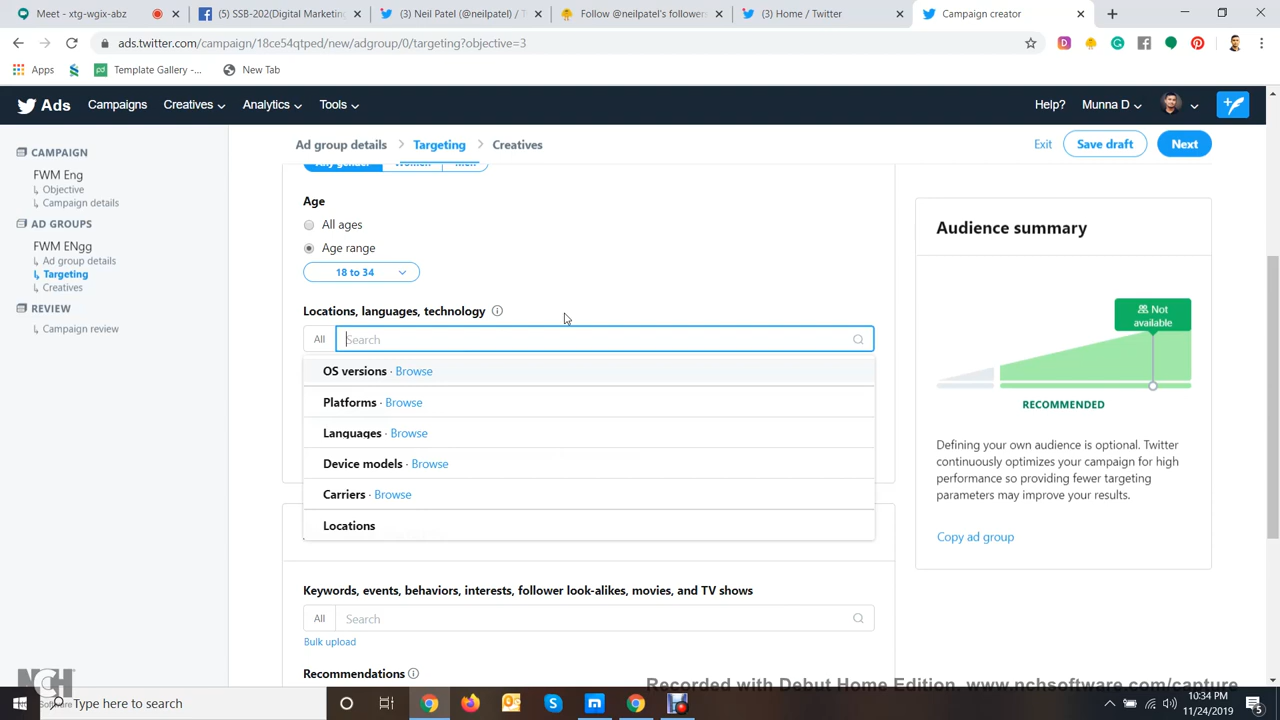 Meet - xtg-wgix-abz
(5) SSB-202(Digital Marketing
(3) Neil Patel (@neilpatel) / T
Follow @neilpatel's follower
(3) Home / Twitter
Campaign creator
ads.twitter.com/campaign/18ce54qtped/new/adgroup/0/targeting?objective=3
Apps
Template Gallery -...
New Tab
Ads
Campaigns
Creatives
Analytics
Tools
Help?
Munna D
Ad group details
Targeting
Creatives
Exit
Save draft
Next
CAMPAIGN
FWM Eng
Objective
Campaign details
AD GROUPS
FWM ENgg
Ad group details
Targeting
Creatives
REVIEW
Campaign review
Any gender
Women
Men
Age
All ages
Age range
18 to 34
Locations, languages, technology
All
Search
OS versions · Browse
Platforms · Browse
Languages · Browse
Device models · Browse
Carriers · Browse
Locations
Keywords, events, behaviors, interests, follower look-alikes, movies, and TV shows
All
Search
Bulk upload
Recommendations
Audience summary
Not
available
RECOMMENDED
Defining your own audience is optional. Twitter
continuously optimizes your campaign for high
performance so providing fewer targeting
parameters may improve your results.
Copy ad group
NCH
Software
Recorded with Debut Home Edition. www.nchsoftware.com/capture
Type here to search
10:34 PM
11/24/2019